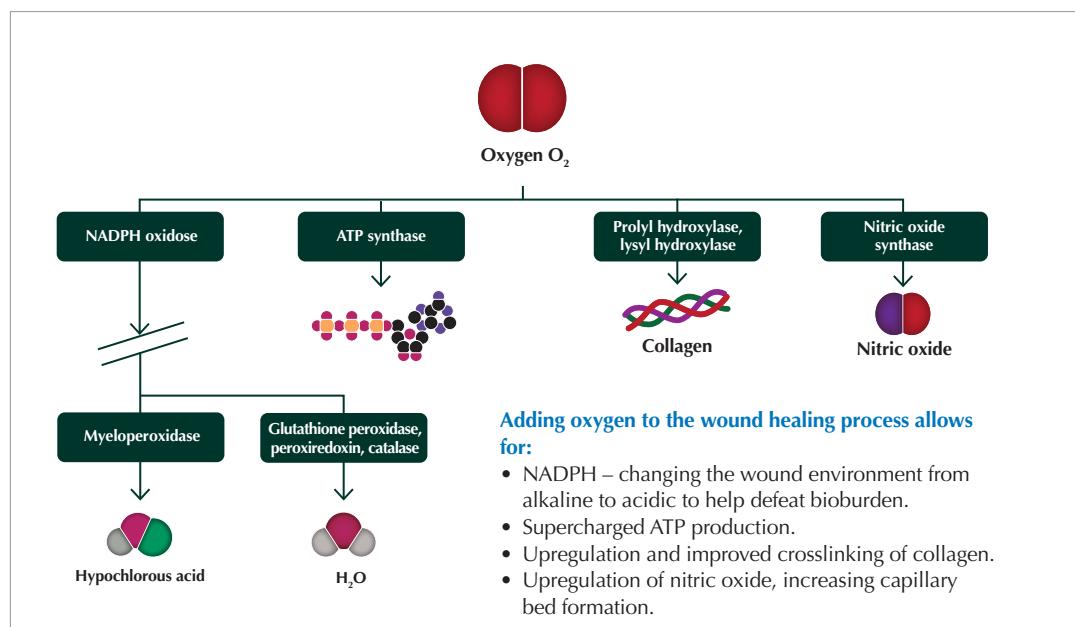 Oxygen O₂
NADPH oxidose
ATP synthase
Prolyl hydroxylase,
lysyl hydroxylase
Nitric oxide
synthase
Collagen
Nitric oxide
Myeloperoxidase
Glutathione peroxidase,
peroxiredoxin, catalase
Hypochlorous acid
H₂O
Adding oxygen to the wound healing process allows
for:
• NADPH – changing the wound environment from
alkaline to acidic to help defeat bioburden.
• Supercharged ATP production.
• Upregulation and improved crosslinking of collagen.
• Upregulation of nitric oxide, increasing capillary
bed formation.